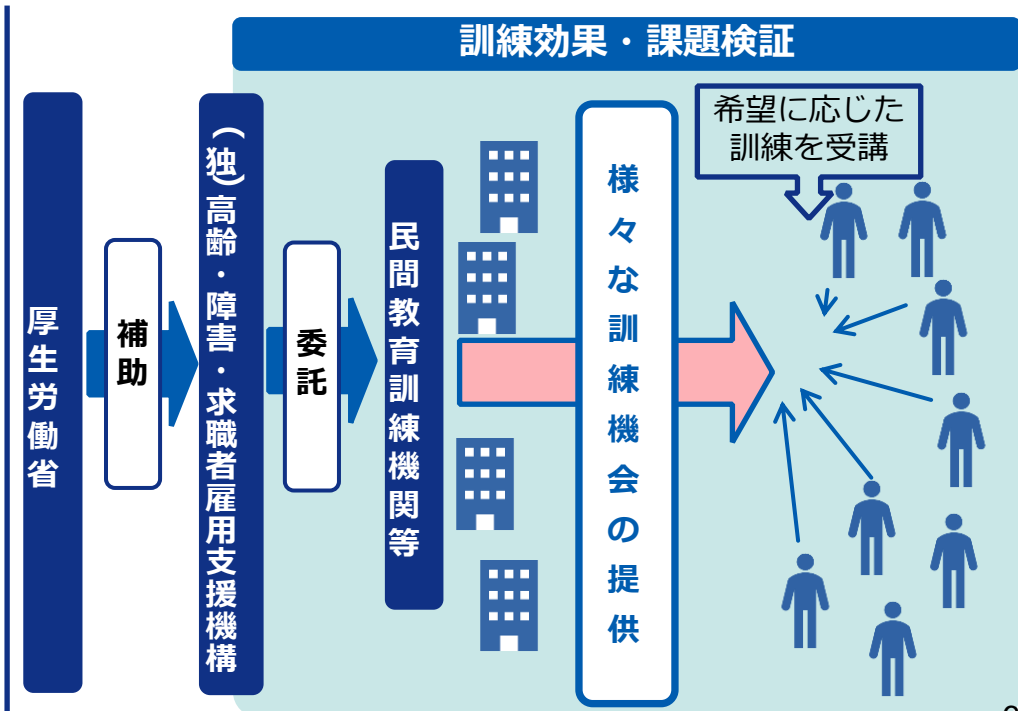 訓練効果・課題検証
厚生労働省
補助
(独)高齢・障害・求職者雇用支援機構
委託
民間教育訓練機関等
様々な訓練機会の提供
希望に応じた
訓練を受講